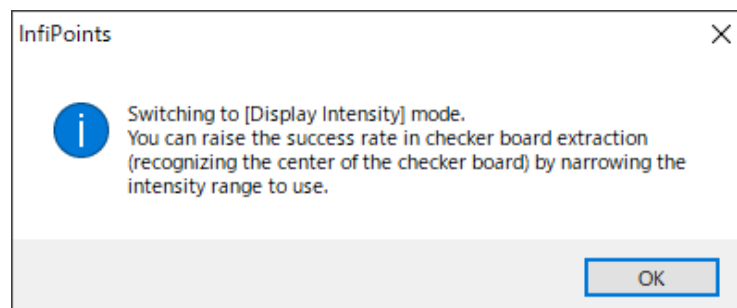 InfiPoints
Switching to [Display Intensity] mode.
You can raise the success rate in checker board extraction
(recognizing the center of the checker board) by narrowing the
intensity range to use.
OK